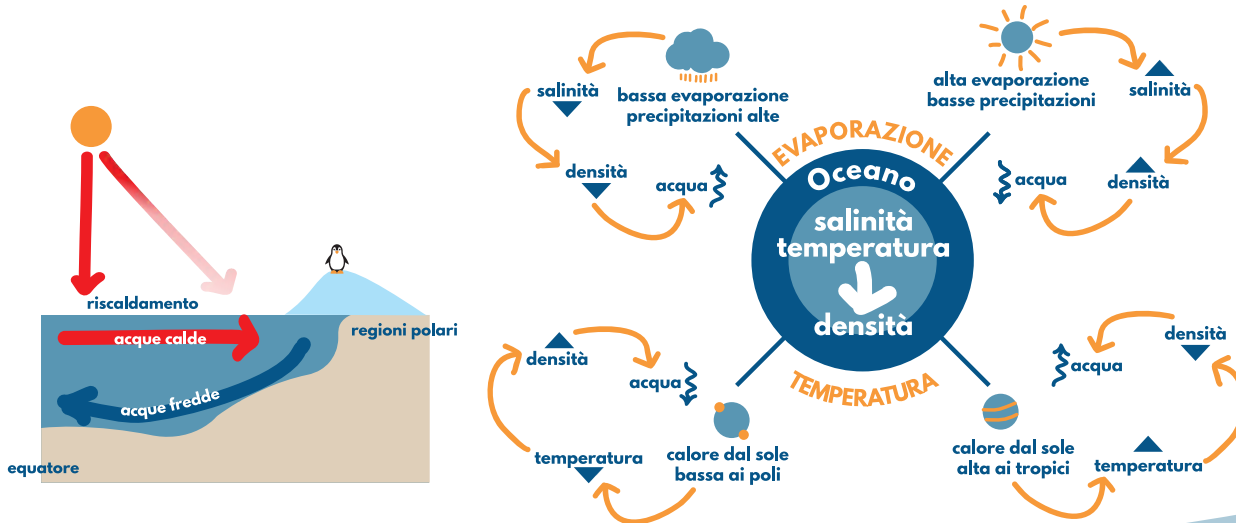 riscaldamento
acque calde
regioni polari
acque fredde
equatore
salinità
bassa evaporazione
precipitazioni alte
densità
acqua
alta evaporazione
basse precipitazioni
salinità
densità
acqua
EVAPORAZIONE
Oceano
salinità
temperatura
densità
TEMPERATURA
densità
acqua
temperatura
calore dal sole
bassa ai poli
densità
acqua
calore dal sole
alta ai tropici
temperatura